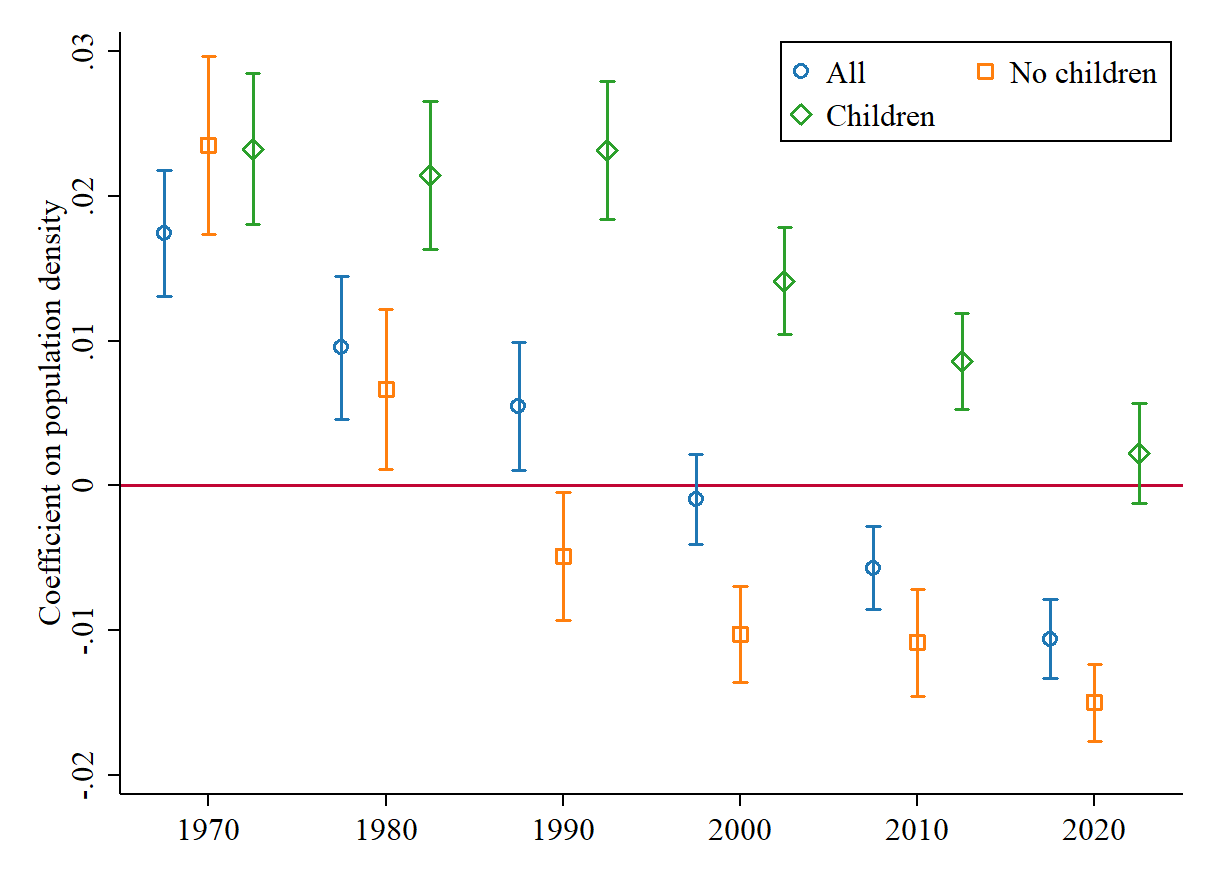 All
No children
Children
Coefficient on population density
.03
.02
.01
0
-.01
-.02
1970 1980 1990 2000 2010 2020